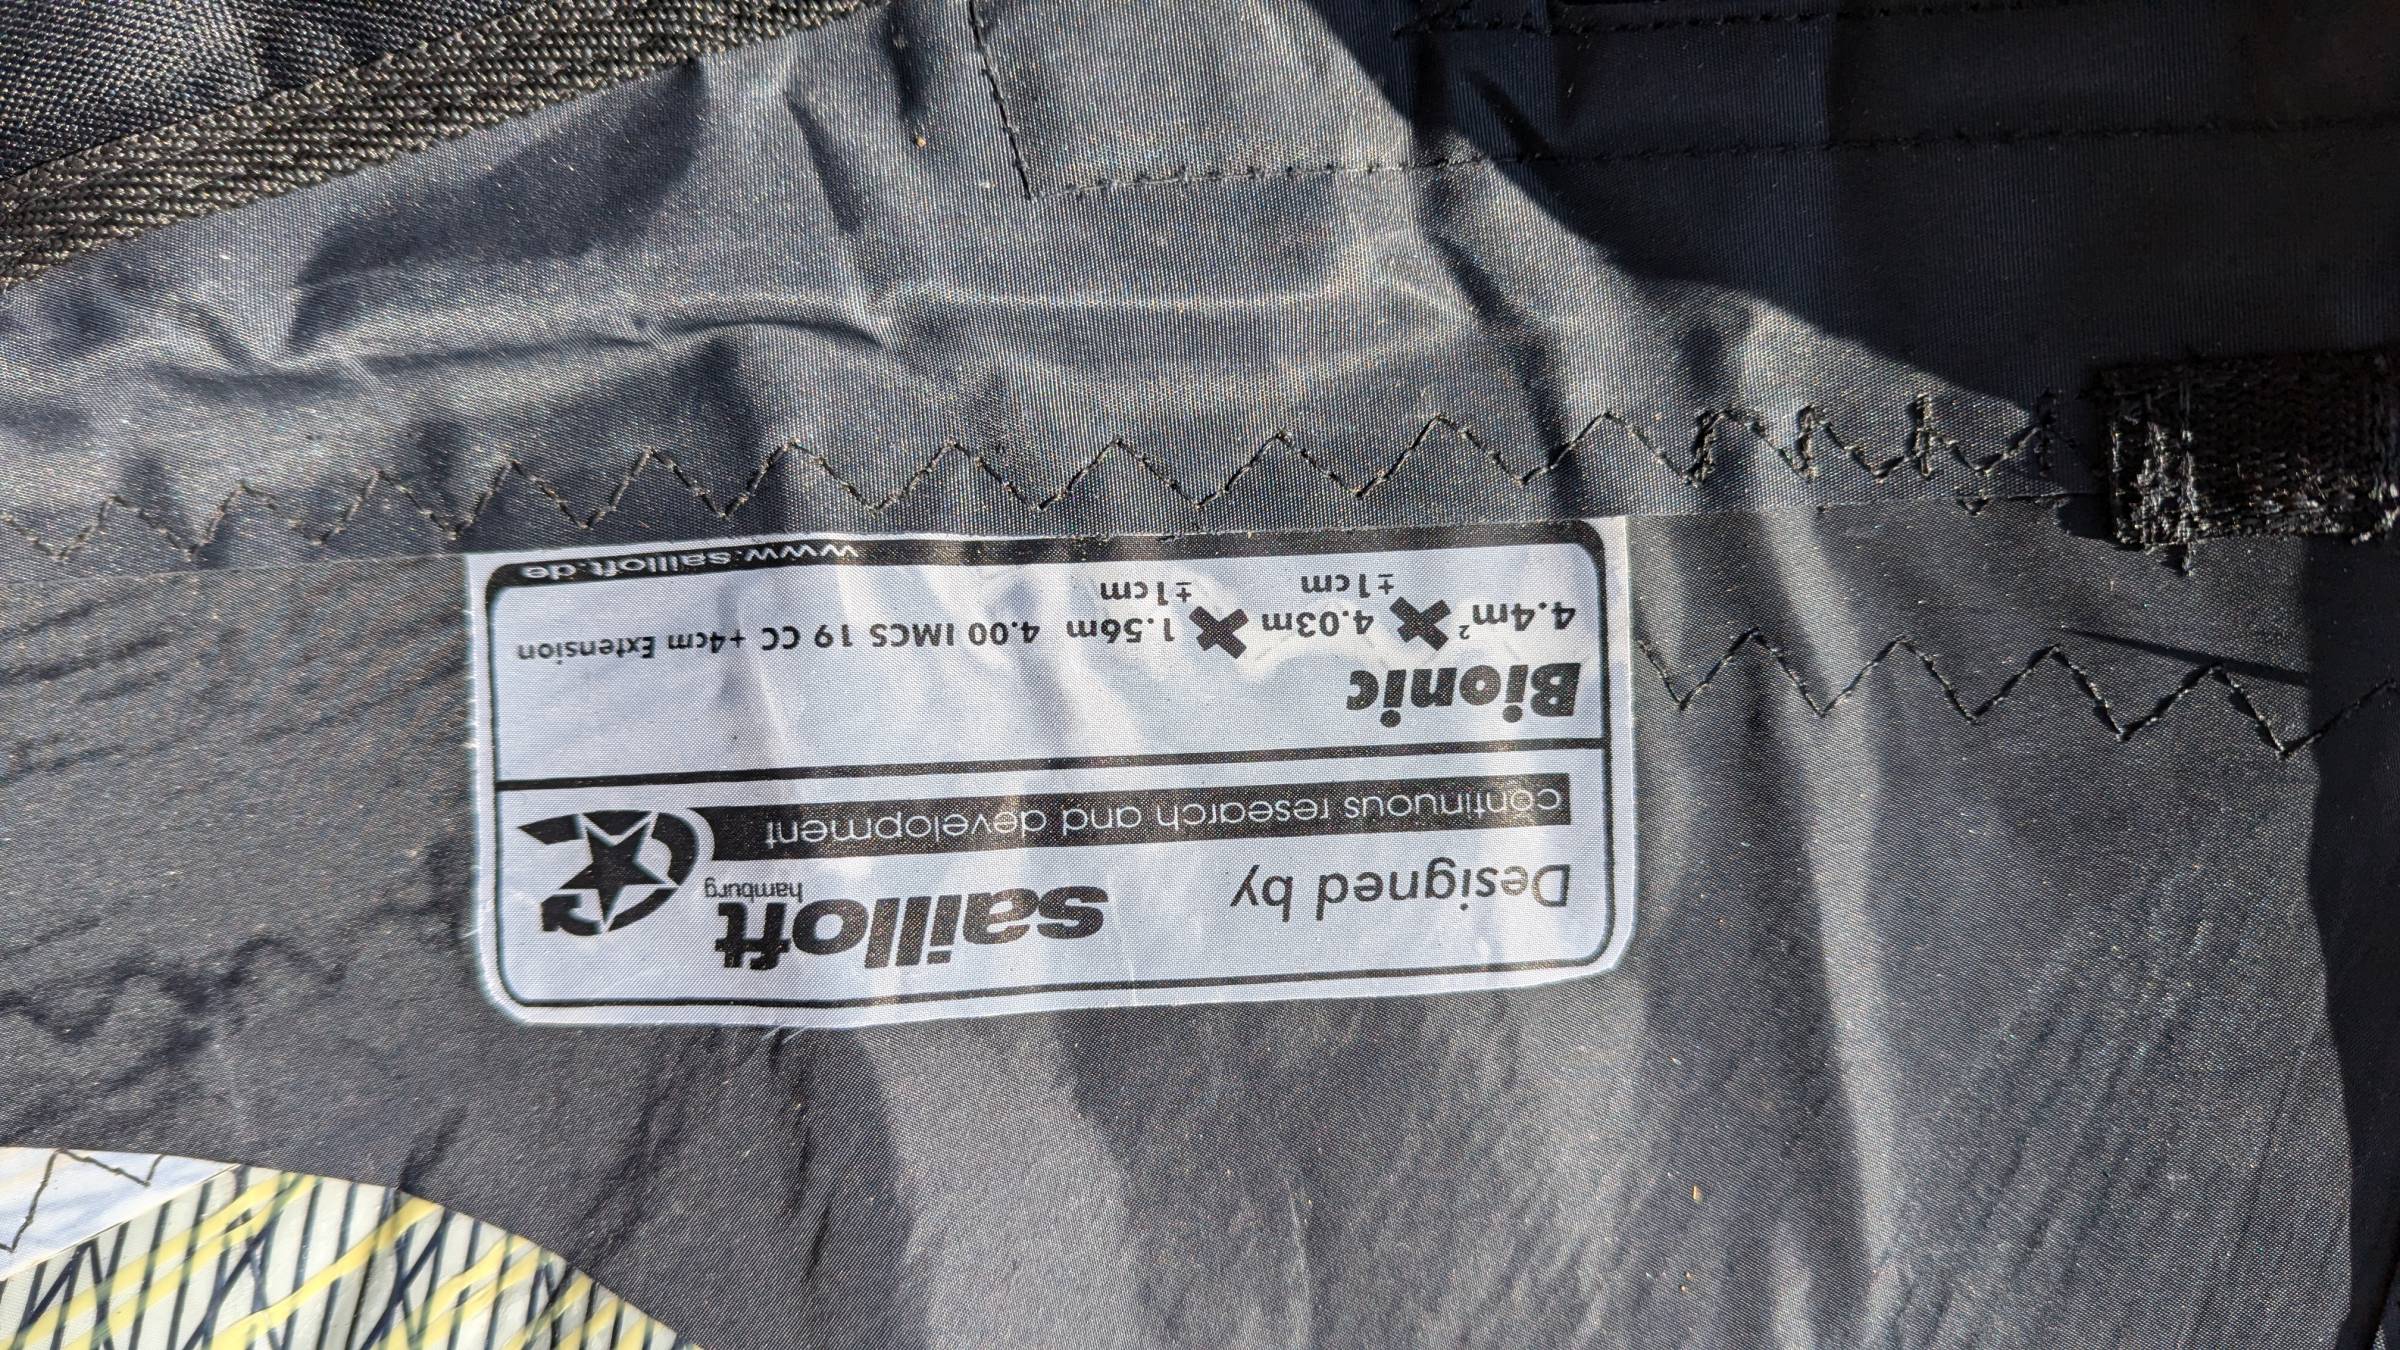 Designed by sailloft
hamburg
continuous research and development
Bionic
4.4m² 4.03m 1.56m 4.00 IMCS 19 CC +4cm Extension
±1cm ±1cm
www.sailloft.de